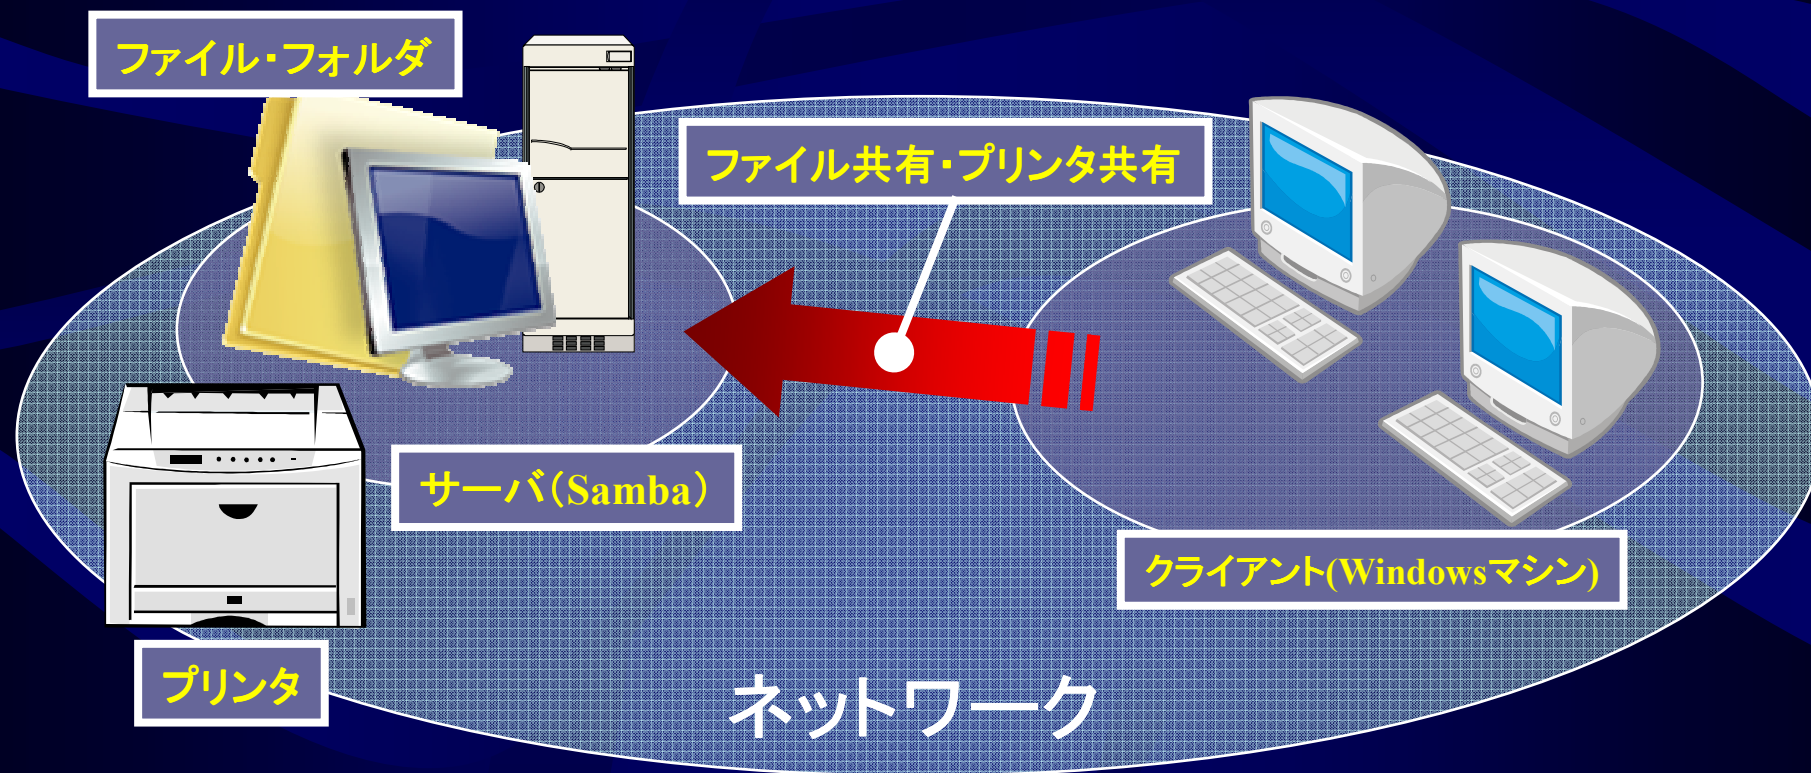 ファイル・フォルダ
ファイル共有・プリンタ共有
サーバ（Samba）
クライアント(Windowsマシン)
プリンタ
ネットワーク